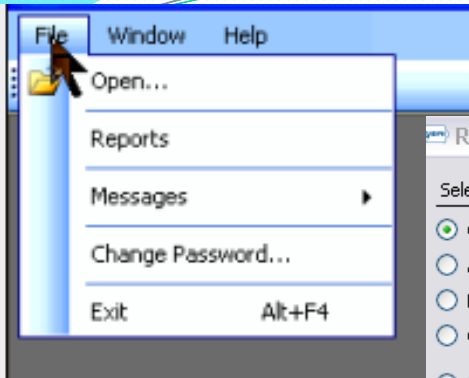 File Window Help
Open...
Reports
Messages
Change Password...
Exit Alt+F4